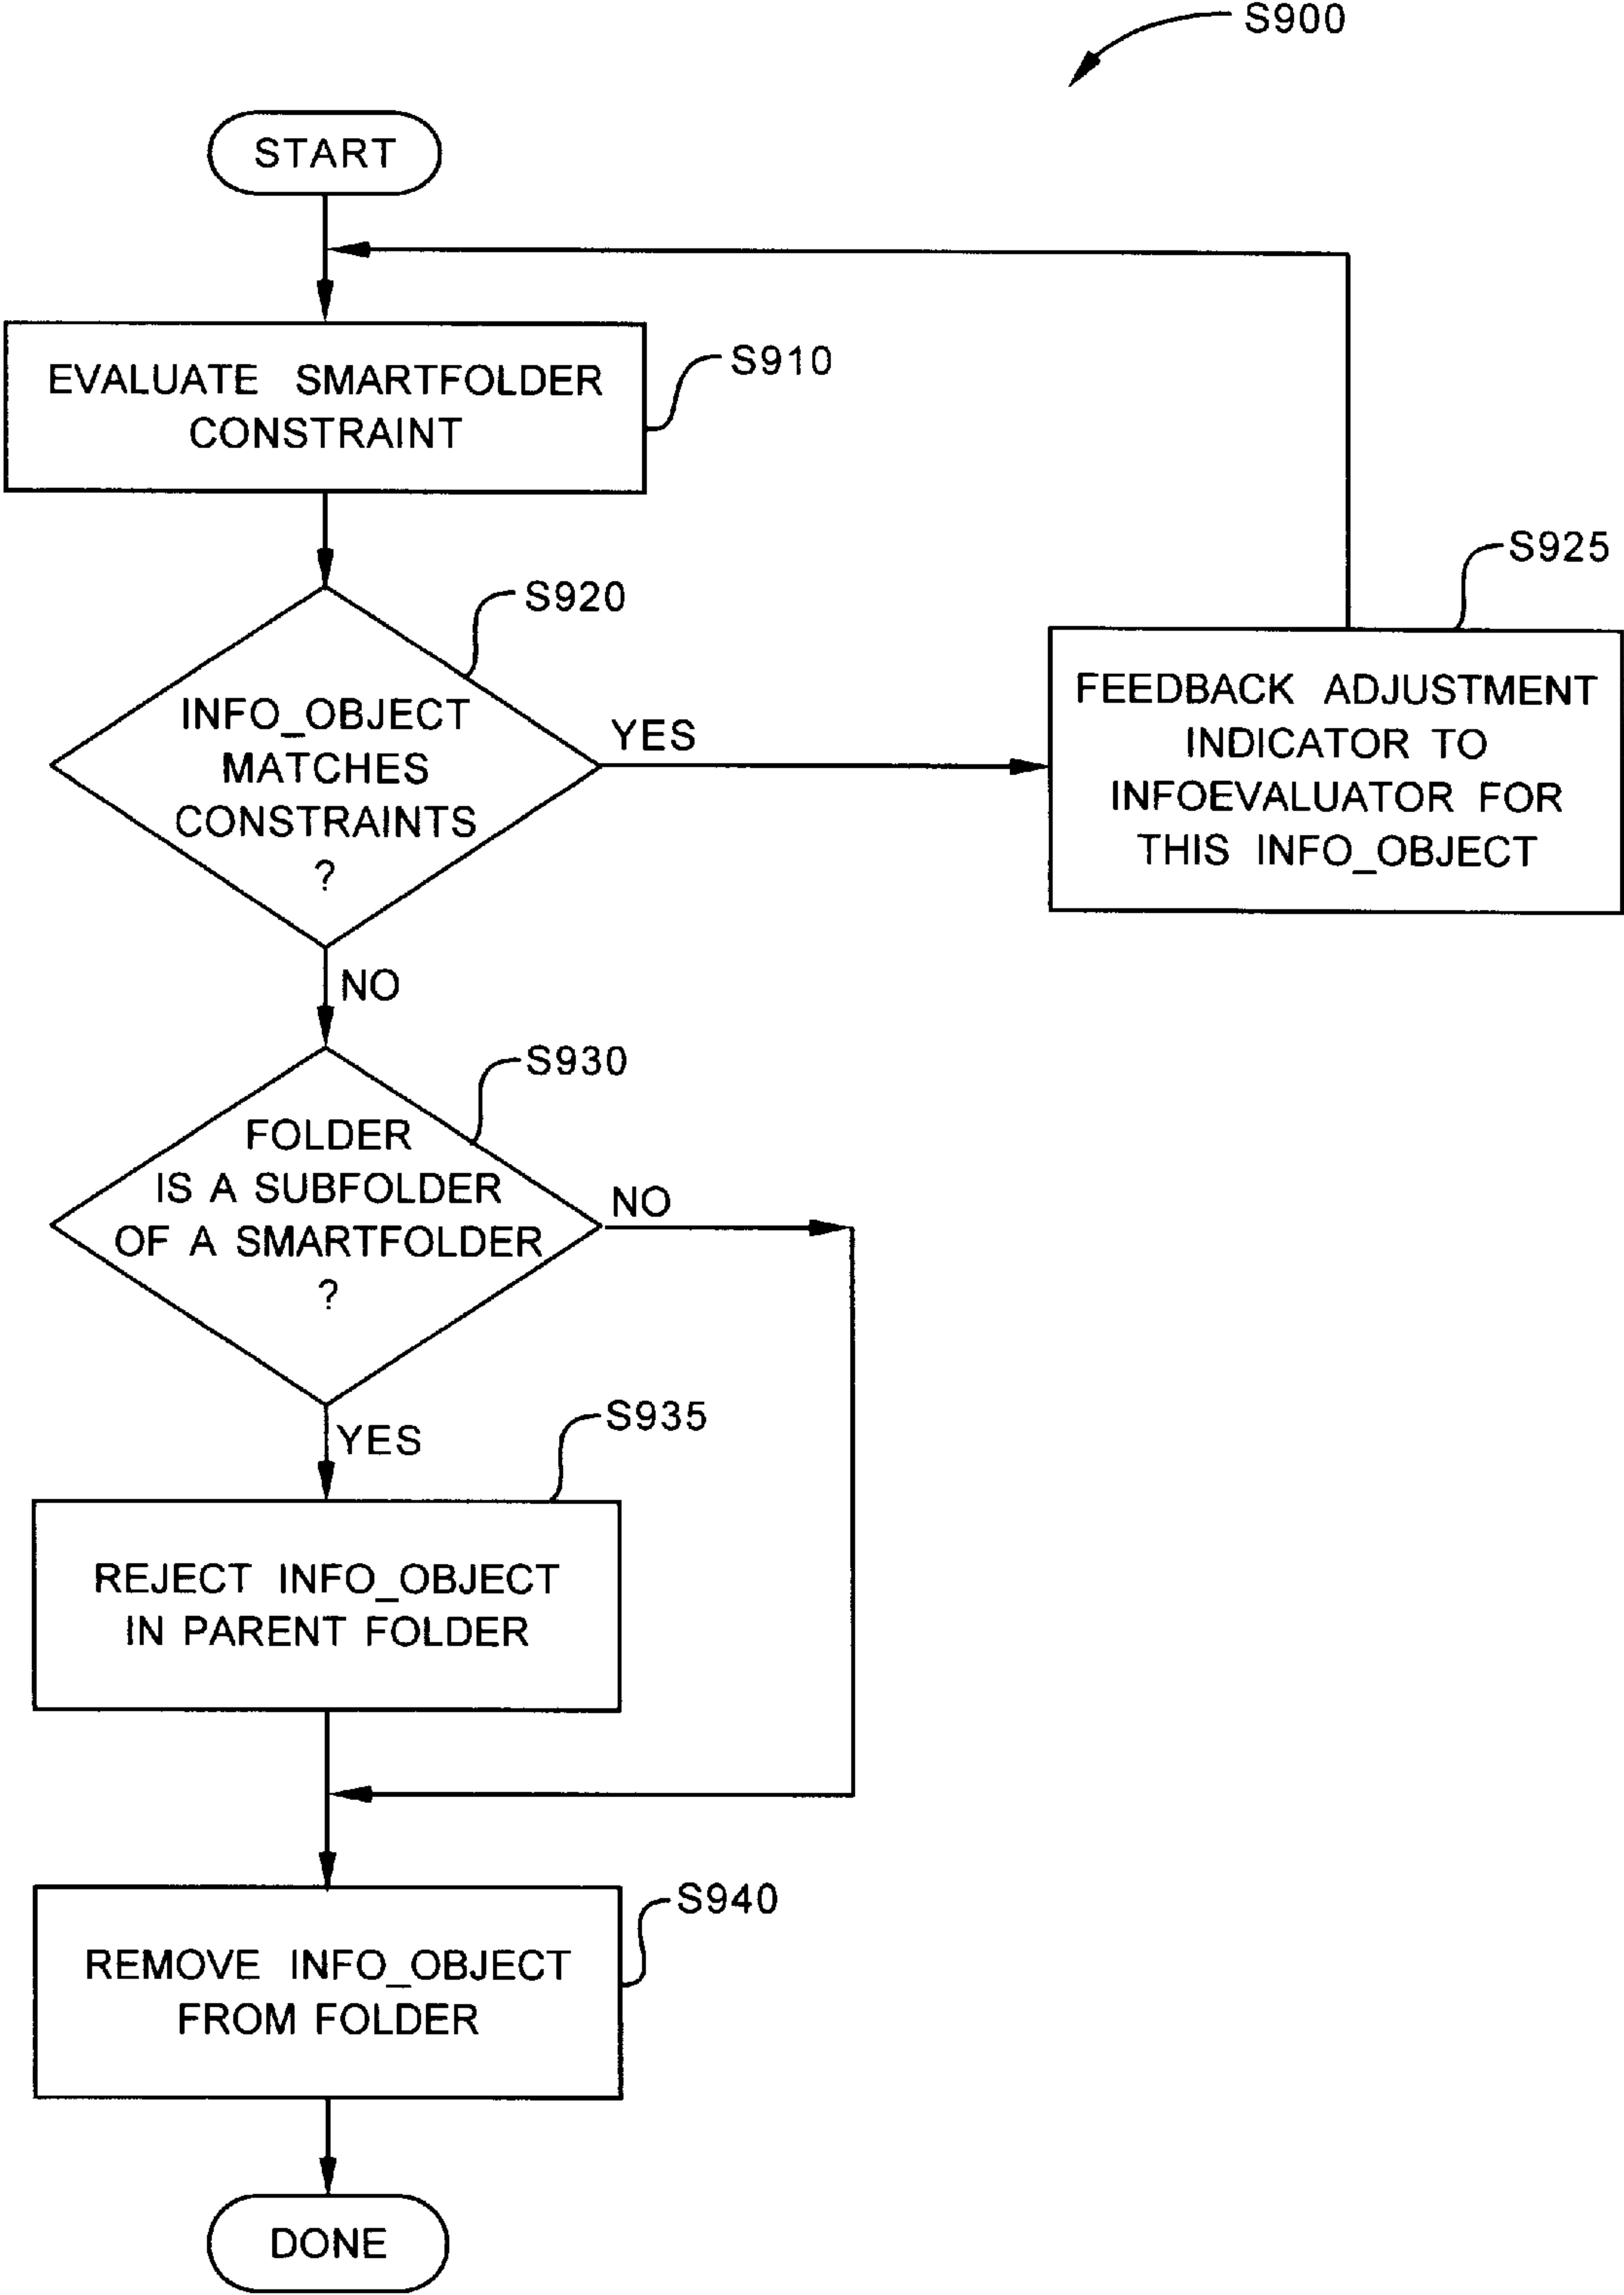 S900
START
EVALUATE SMARTFOLDER
CONSTRAINT
S910
S920
INFO_OBJECT
MATCHES
CONSTRAINTS
?
YES
S925
FEEDBACK ADJUSTMENT
INDICATOR TO
INFOEVALUATOR FOR
THIS INFO_OBJECT
NO
S930
FOLDER
IS A SUBFOLDER
OF A SMARTFOLDER
?
NO
YES
S935
REJECT INFO_OBJECT
IN PARENT FOLDER
S940
REMOVE INFO_OBJECT
FROM FOLDER
DONE